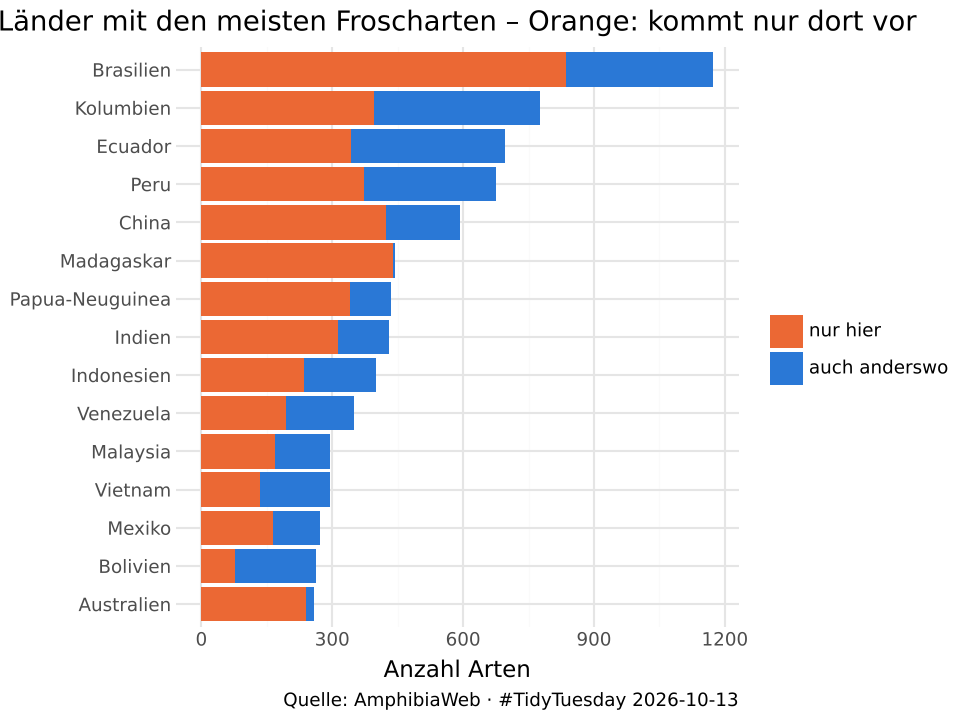 Länder mit den meisten Froscharten – Orange: kommt nur dort vor
Brasilien
Kolumbien
Ecuador
Peru
China
Madagaskar
Papua-Neuguinea
Indien
Indonesien
Venezuela
Malaysia
Vietnam
Mexiko
Bolivien
Australien
0 300 600 900 1200
Anzahl Arten
nur hier
auch anderswo
Quelle: AmphibiaWeb · #TidyTuesday 2026-10-13